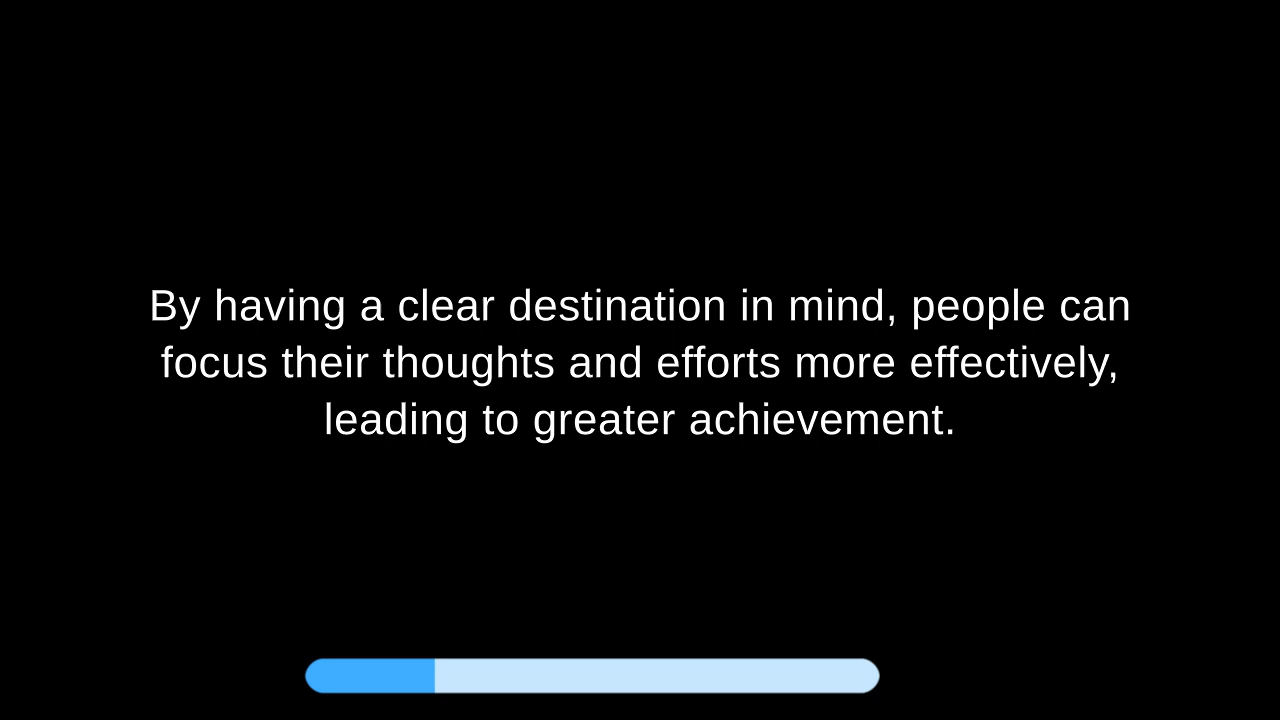 By having a clear destination in mind, people can
focus their thoughts and efforts more effectively,
leading to greater achievement.